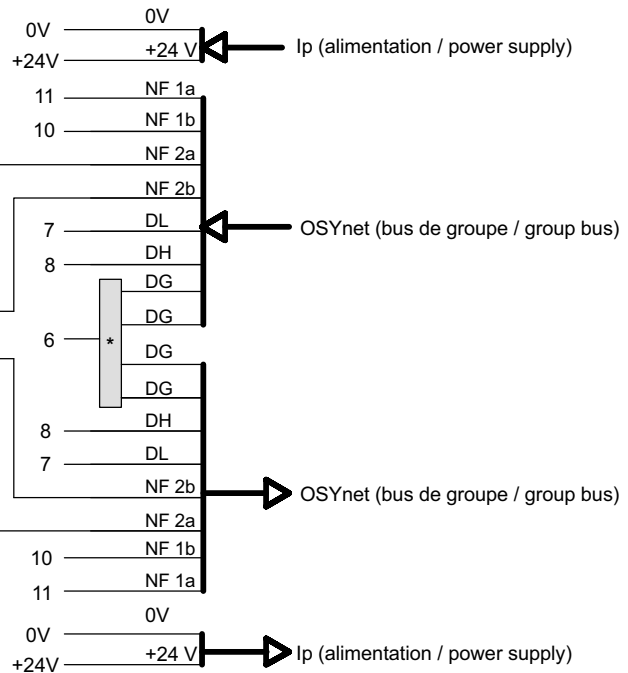 0V 0V
+24V +24 V Ip (alimentation / power supply)
11 NF 1a
10 NF 1b
NF 2a
NF 2b
7 DL OSYnet (bus de groupe / group bus)
8 DH
DG
DG
6 *
DG
DG
8 DH
7 DL
NF 2b OSYnet (bus de groupe / group bus)
NF 2a
10 NF 1b
11 NF 1a
0V 0V
+24V +24 V Ip (alimentation / power supply)